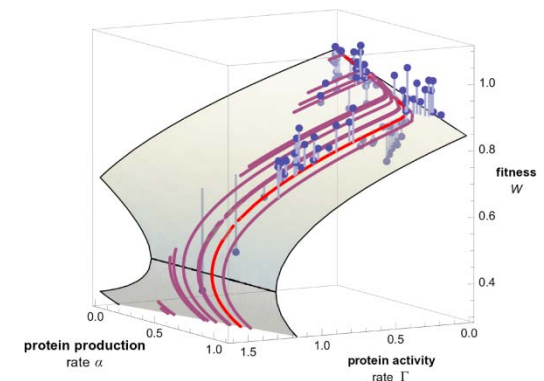 1.0
0.8
fitness
W
0.6
0.4
0.0
0.5
1.0
protein production
rate α
1.5
1.0
0.5
0.0
protein activity
rate Γ